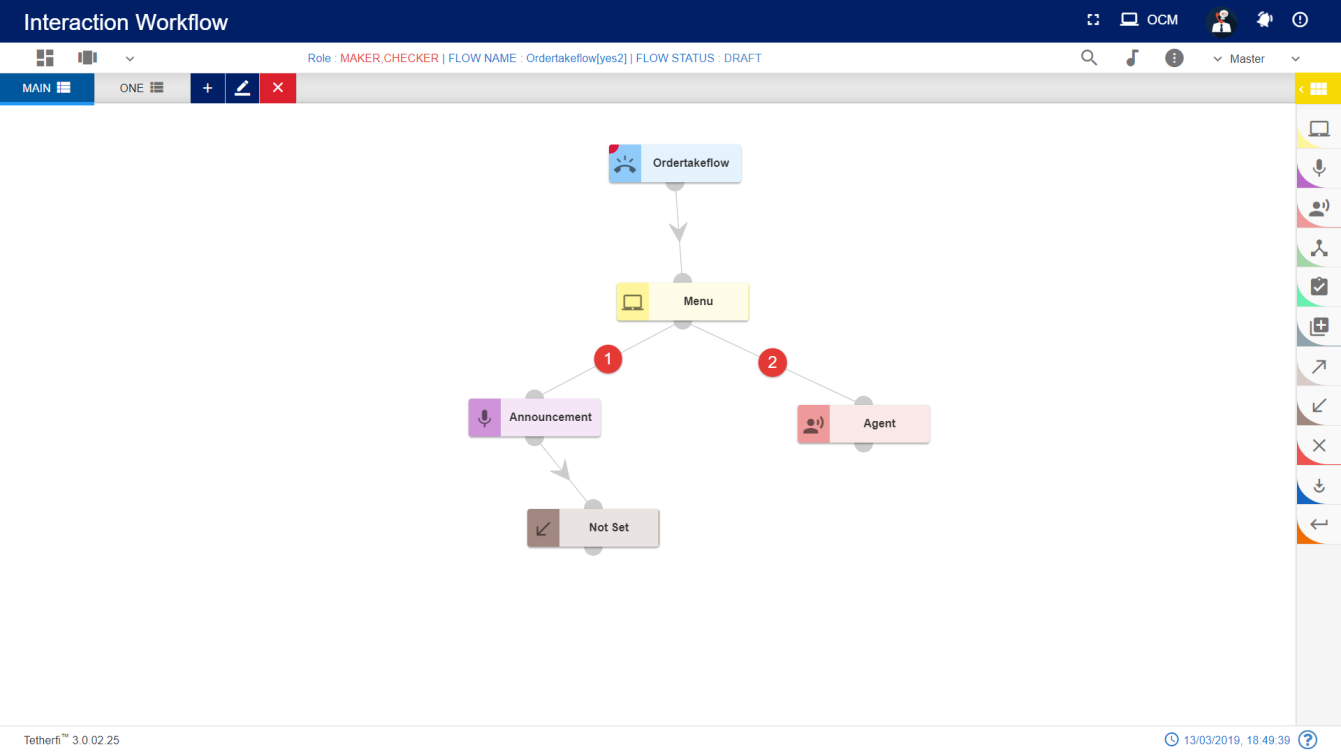 Interaction Workflow
OCM
Role : MAKER,CHECKER | FLOW NAME : Ordertakeflow[yes2] | FLOW STATUS : DRAFT
Master
MAIN
ONE
+
Ordertakeflow
Menu
1
2
Announcement
Agent
Not Set
Tetherfi™ 3.0.02.25
13/03/2019, 18:49:39